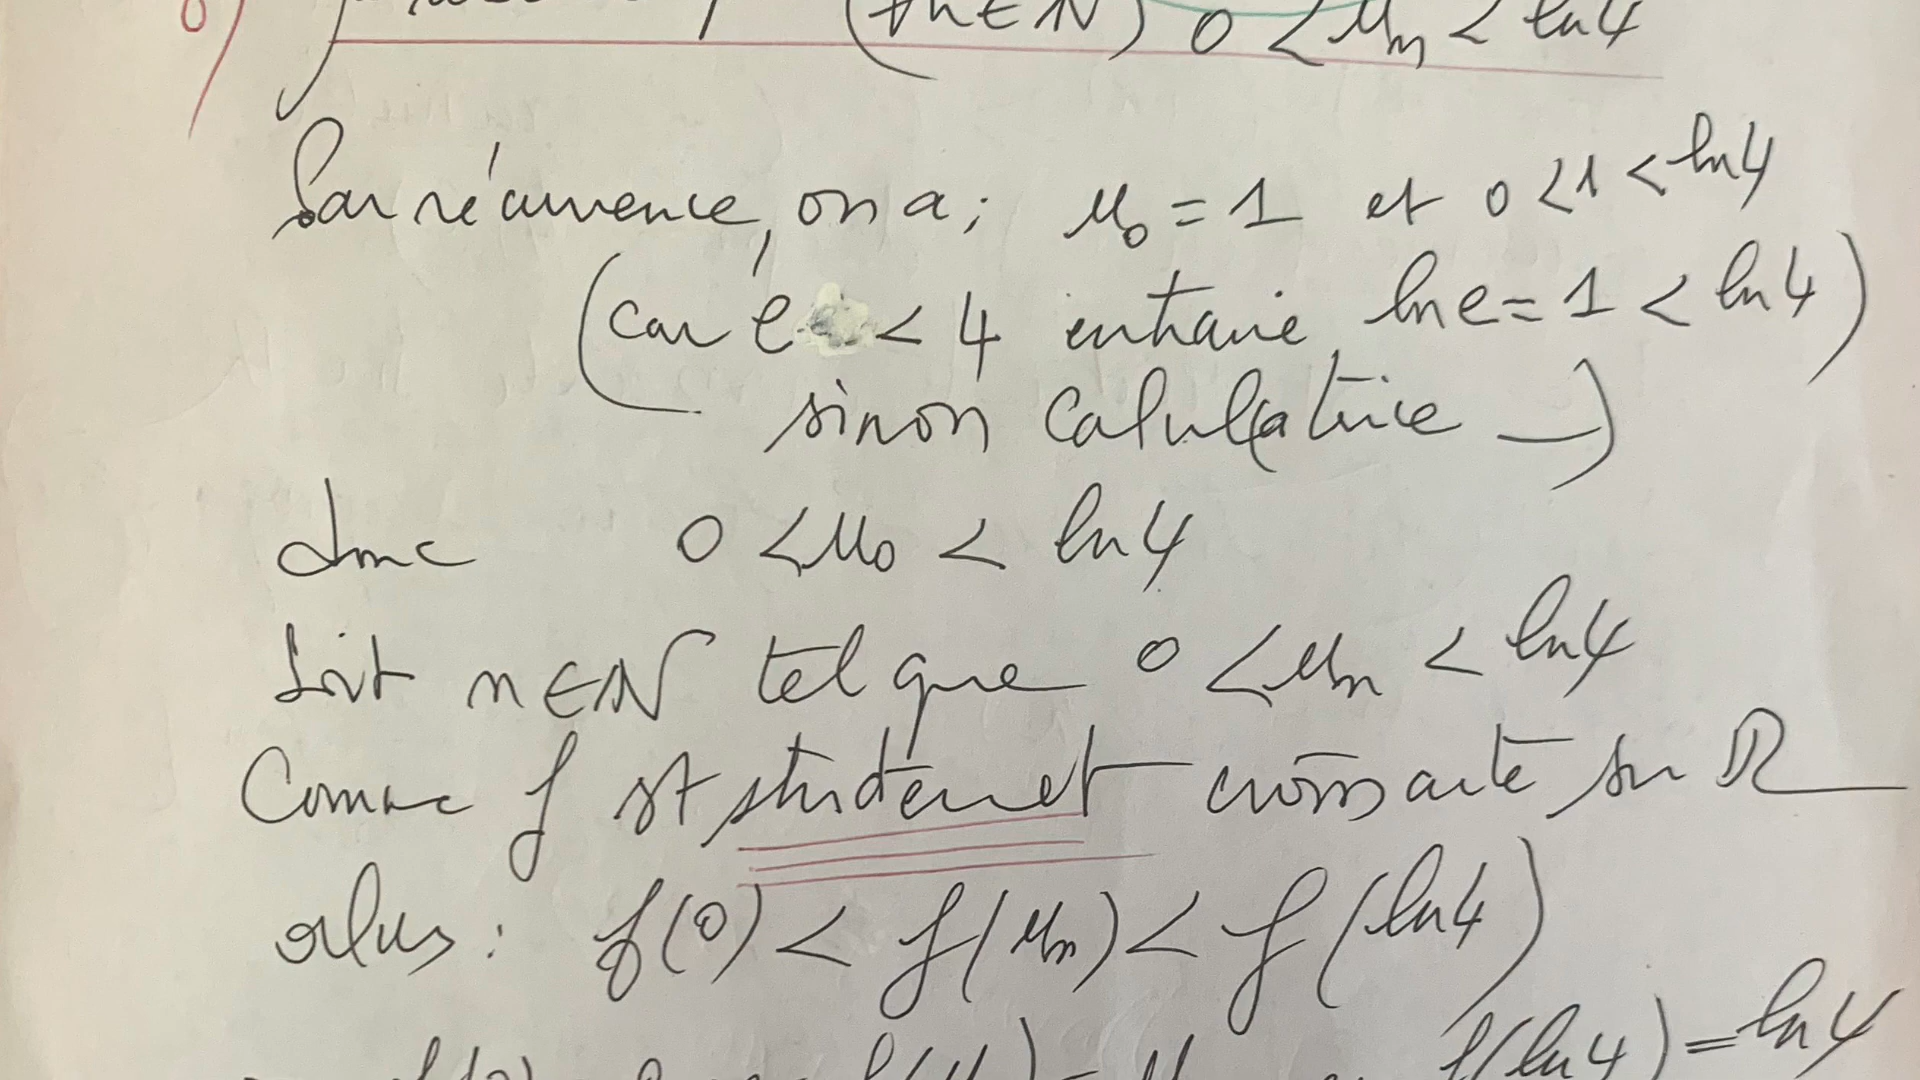 b) (∀n∈ℕ) 0 < Un < ln4
Par récurrence, on a ; U0 = 1 et 0 < 1 < ln4
(car e < 4 entraine lne = 1 < ln4)
sinon calculatrice —)
donc 0 < U0 < ln4
Soit n∈ℕ tel que 0 < Un < ln4
Comme f est strictement croissante sur ℝ
alors : f(0) < f(Un) < f(ln4)
f(ln4) = ln4